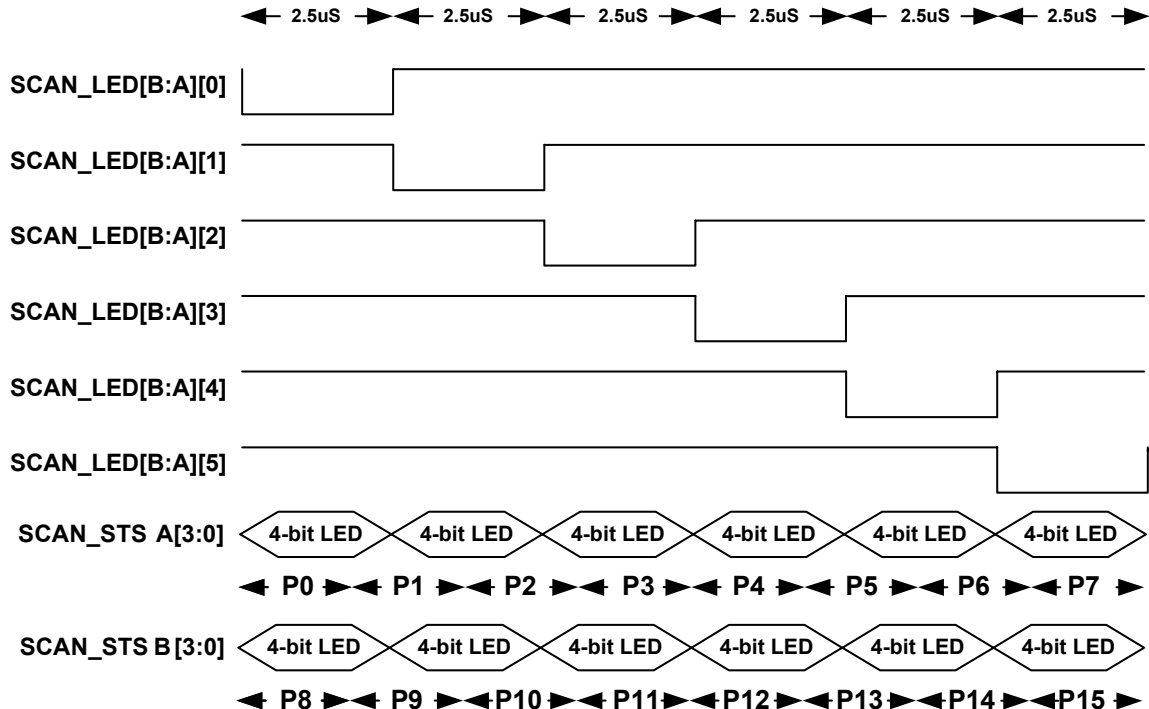 2.5uS 2.5uS 2.5uS 2.5uS 2.5uS 2.5uS
SCAN_LED[B:A][0]
SCAN_LED[B:A][1]
SCAN_LED[B:A][2]
SCAN_LED[B:A][3]
SCAN_LED[B:A][4]
SCAN_LED[B:A][5]
SCAN_STS A[3:0] 4-bit LED 4-bit LED 4-bit LED 4-bit LED 4-bit LED 4-bit LED
P0 P1 P2 P3 P4 P5 P6 P7
SCAN_STS B[3:0] 4-bit LED 4-bit LED 4-bit LED 4-bit LED 4-bit LED 4-bit LED
P8 P9 P10 P11 P12 P13 P14 P15